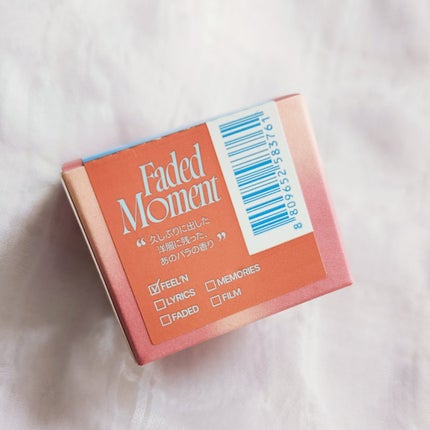 Faded
Moment
“ 久しぶりに出した
洋服に残った、
あのバラの香り ”
☑FEEL'N
☐LYRICS ☐MEMORIES
☐FADED ☐FILM
8 809652 583761